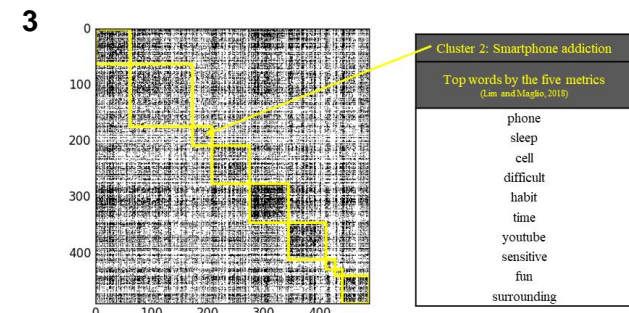 3
0
100
200
300
400
0 100 200 300 400
Cluster 2: Smartphone addiction
Top words by the five metrics
(Lim and Maglio, 2018)
phone
sleep
cell
difficult
habit
time
youtube
sensitive
fun
surrounding